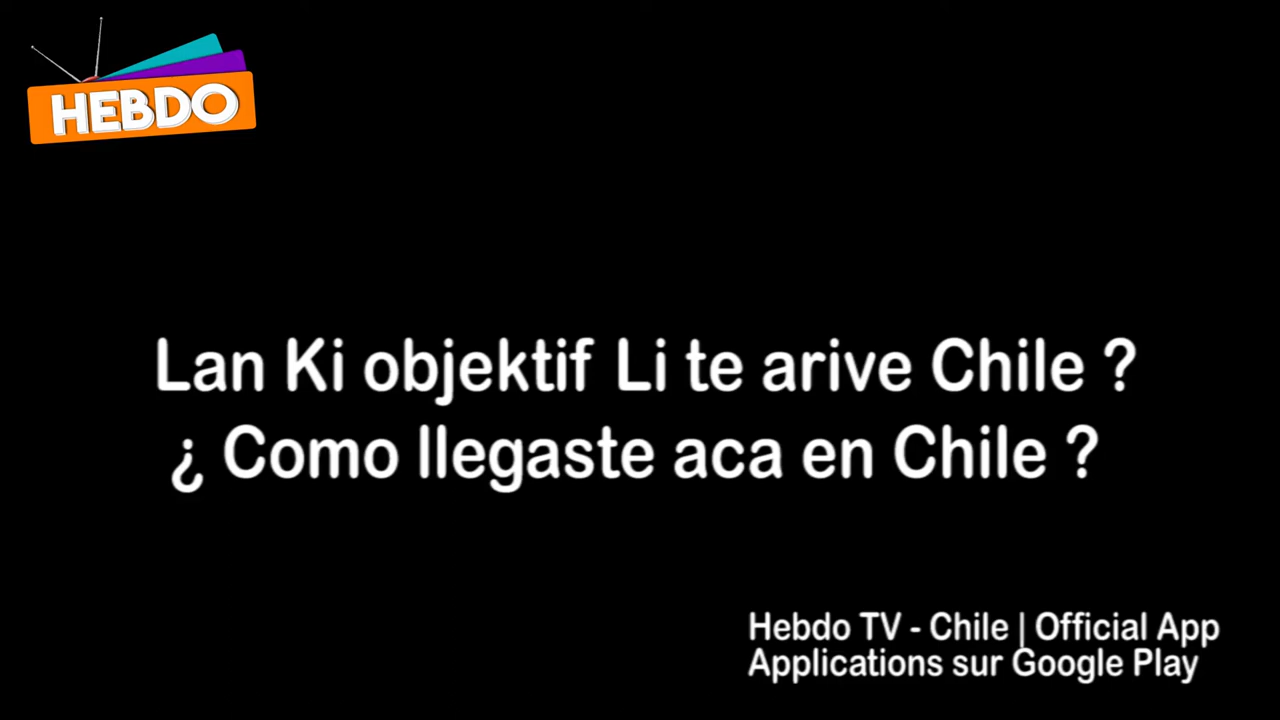 HEBDO
Lan Ki objektif Li te arive Chile ?
¿ Como llegaste aca en Chile ?
Hebdo TV - Chile | Official App
Applications sur Google Play